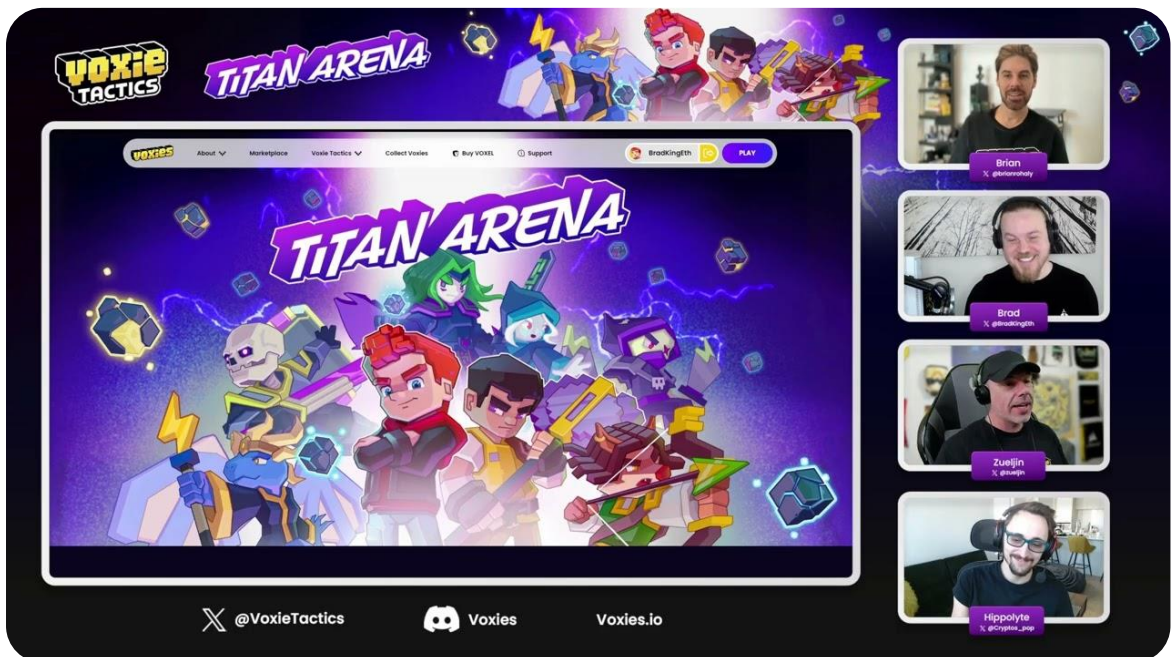 VOXIE
TACTICS
TITAN ARENA
VOXIES
About
Marketplace
Voxie Tactics
Collect Voxies
Buy VOXEL
Support
BradKingEth
PLAY
TITAN ARENA
Brian
@brianrohaly
Brad
@BradKingEth
Zueljin
@zueljin
Hippolyte
@Cryptos_pop
@VoxieTactics
Voxies
Voxies.io